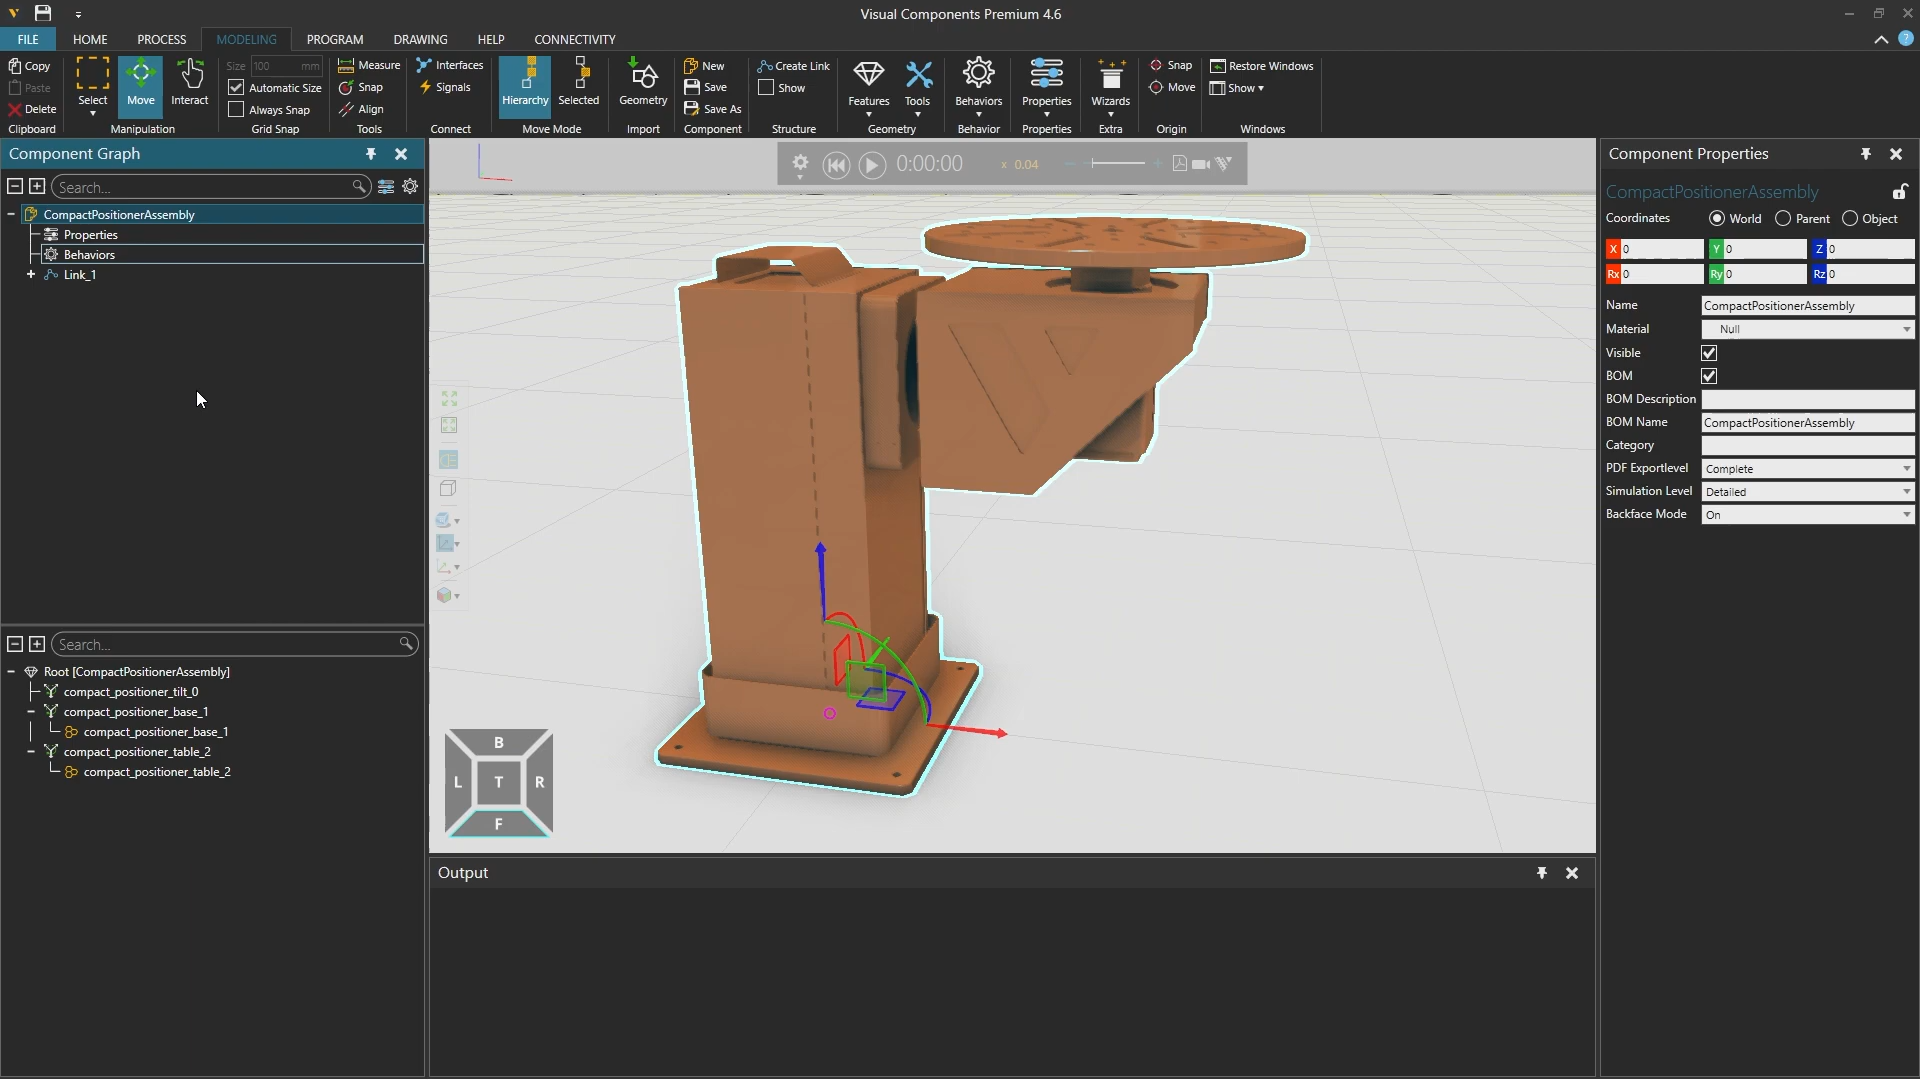 Visual Components Premium 4.6
FILE HOME PROCESS MODELING PROGRAM DRAWING HELP CONNECTIVITY
Copy
Paste
Delete
Clipboard
Select
Move
Interact
Manipulation
Size 100 mm
Automatic Size
Always Snap
Grid Snap
Measure
Snap
Align
Tools
Interfaces
Signals
Connect
Hierarchy
Selected
Move Mode
Geometry
Import
New
Save
Save As
Component
Create Link
Show
Structure
Features
Tools
Geometry
Behaviors
Behavior
Properties
Properties
Wizards
Extra
Snap
Move
Origin
Restore Windows
Show
Windows
Component Graph
Search...
CompactPositionerAssembly
Properties
Behaviors
Link_1
Search...
Root [CompactPositionerAssembly]
compact_positioner_tilt_0
compact_positioner_base_1
compact_positioner_base_1
compact_positioner_table_2
compact_positioner_table_2
0:00:00 x 0.04
B
L T R
F
Output
Component Properties
CompactPositionerAssembly
Coordinates World Parent Object
X 0 Y 0 Z 0
Rx 0 Ry 0 Rz 0
Name CompactPositionerAssembly
Material Null
Visible
BOM
BOM Description
BOM Name CompactPositionerAssembly
Category
PDF Exportlevel Complete
Simulation Level Detailed
Backface Mode On